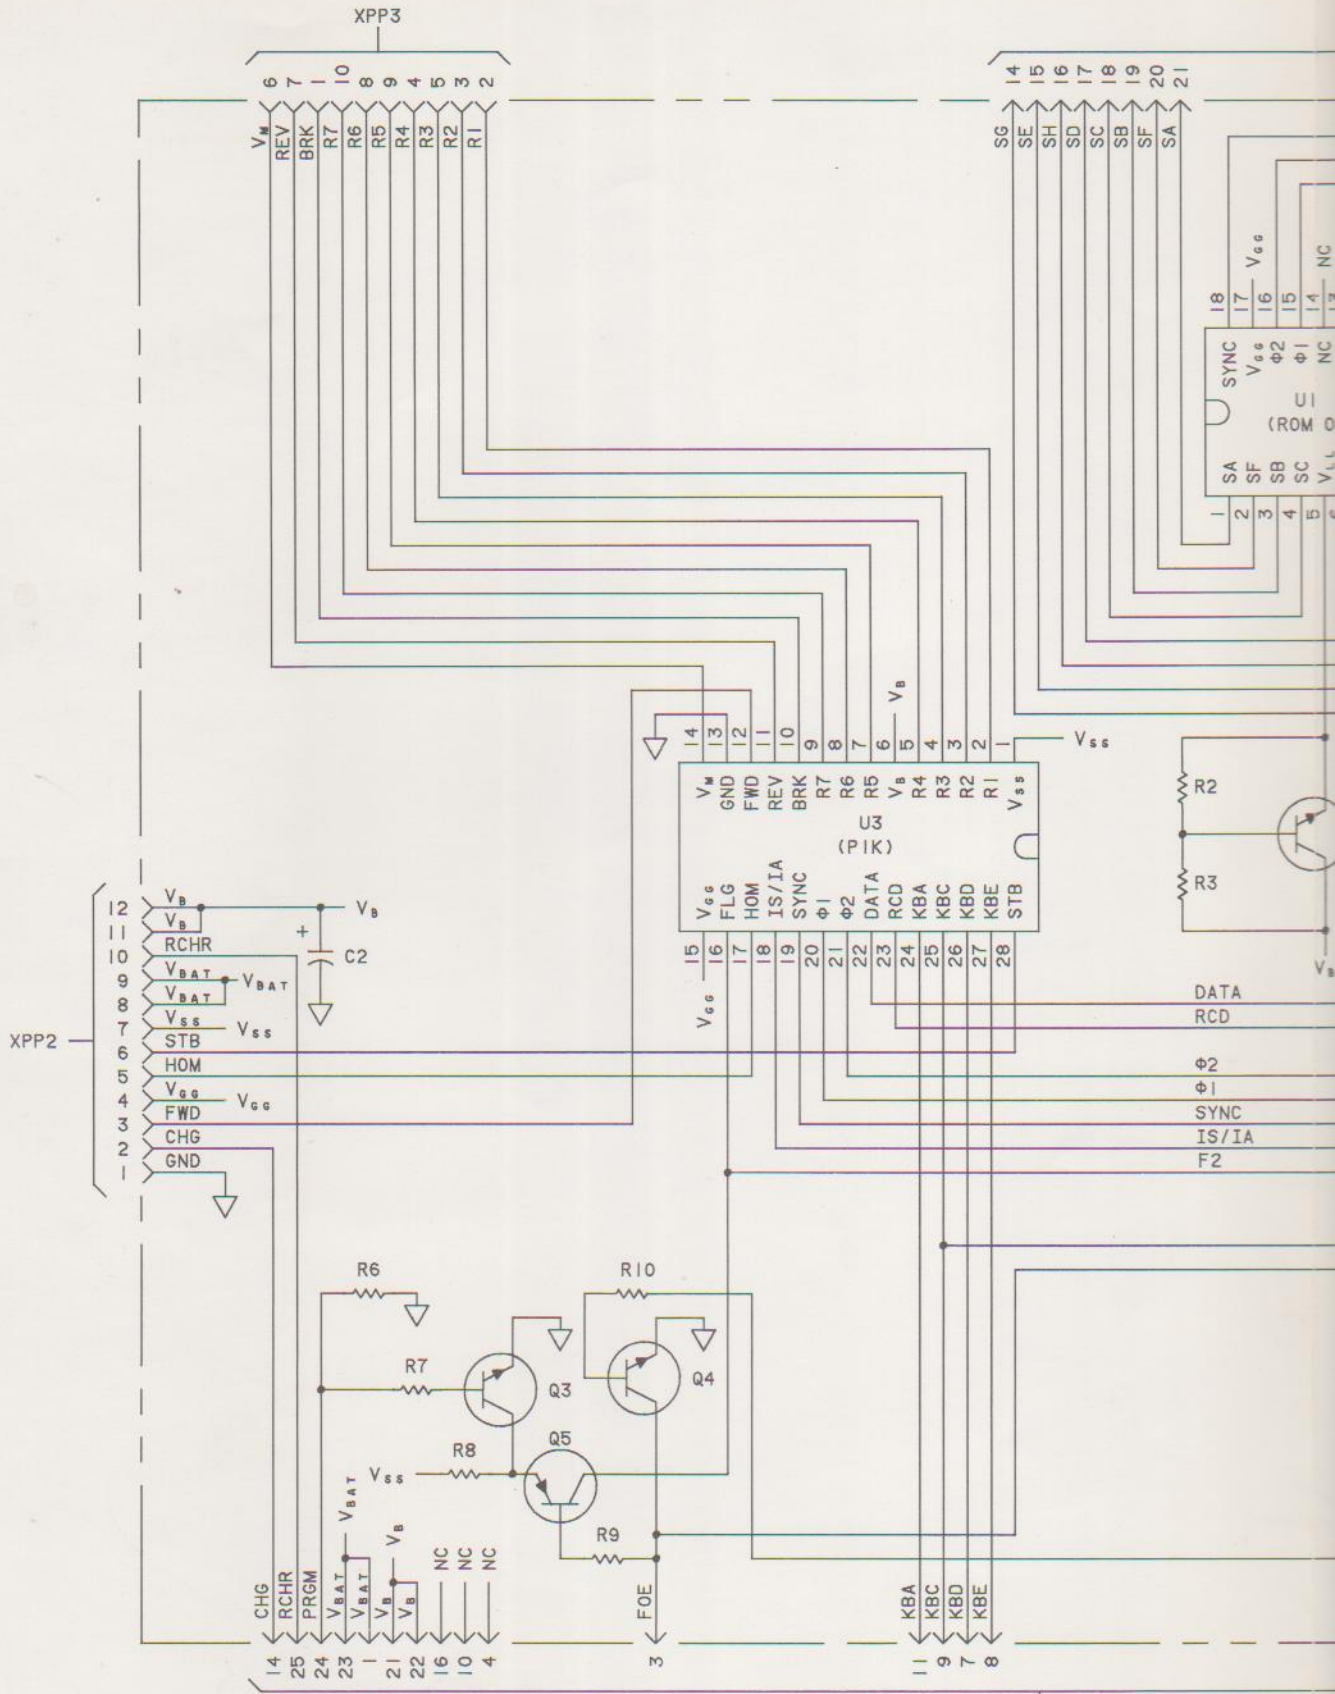 XPP3
6 7 1 10 8 9 4 5 3 2
VM REV BRK R7 R6 R5 R4 R3 R2 R1
14 15 16 17 18 19 20 21
SG SE SH SD SC SB SF SA
VGG NC
18 17 16 15 14 13
SYNC VGG Φ2 Φ1 NC
U1
(ROM 0
SA SF SB SC VLL
1 2 3 4 5 6
VB
14 13 12 11 10 9 8 7 6 5 4 3 2 1
VSS
VM GND FWD REV BRK R7 R6 R5 VB R4 R3 R2 R1 VSS
U3
(PIK)
VGG FLG HOM IS/IA SYNC Φ1 Φ2 DATA RCD KBA KBC KBD KBE STB
15 16 17 18 19 20 21 22 23 24 25 26 27 28
VGG
R2
R3
VB
XPP2
12 VB VB
11 VB
+
C2
10 RCHR
9 VBAT VBAT
8 VBAT
7 VSS VSS
6 STB
5 HOM
4 VGG VGG
3 FWD
2 CHG
1 GND
DATA
RCD
Φ2
Φ1
SYNC
IS/IA
F2
R6
R10
R7
Q3
Q4
Q5
R8
VSS
R9
VBAT VB
CHG RCHR PRGM VBAT VBAT VB VB NC NC NC FOE KBA KBC KBD KBE
14 25 24 23 1 21 22 16 10 4 3 11 9 7 8